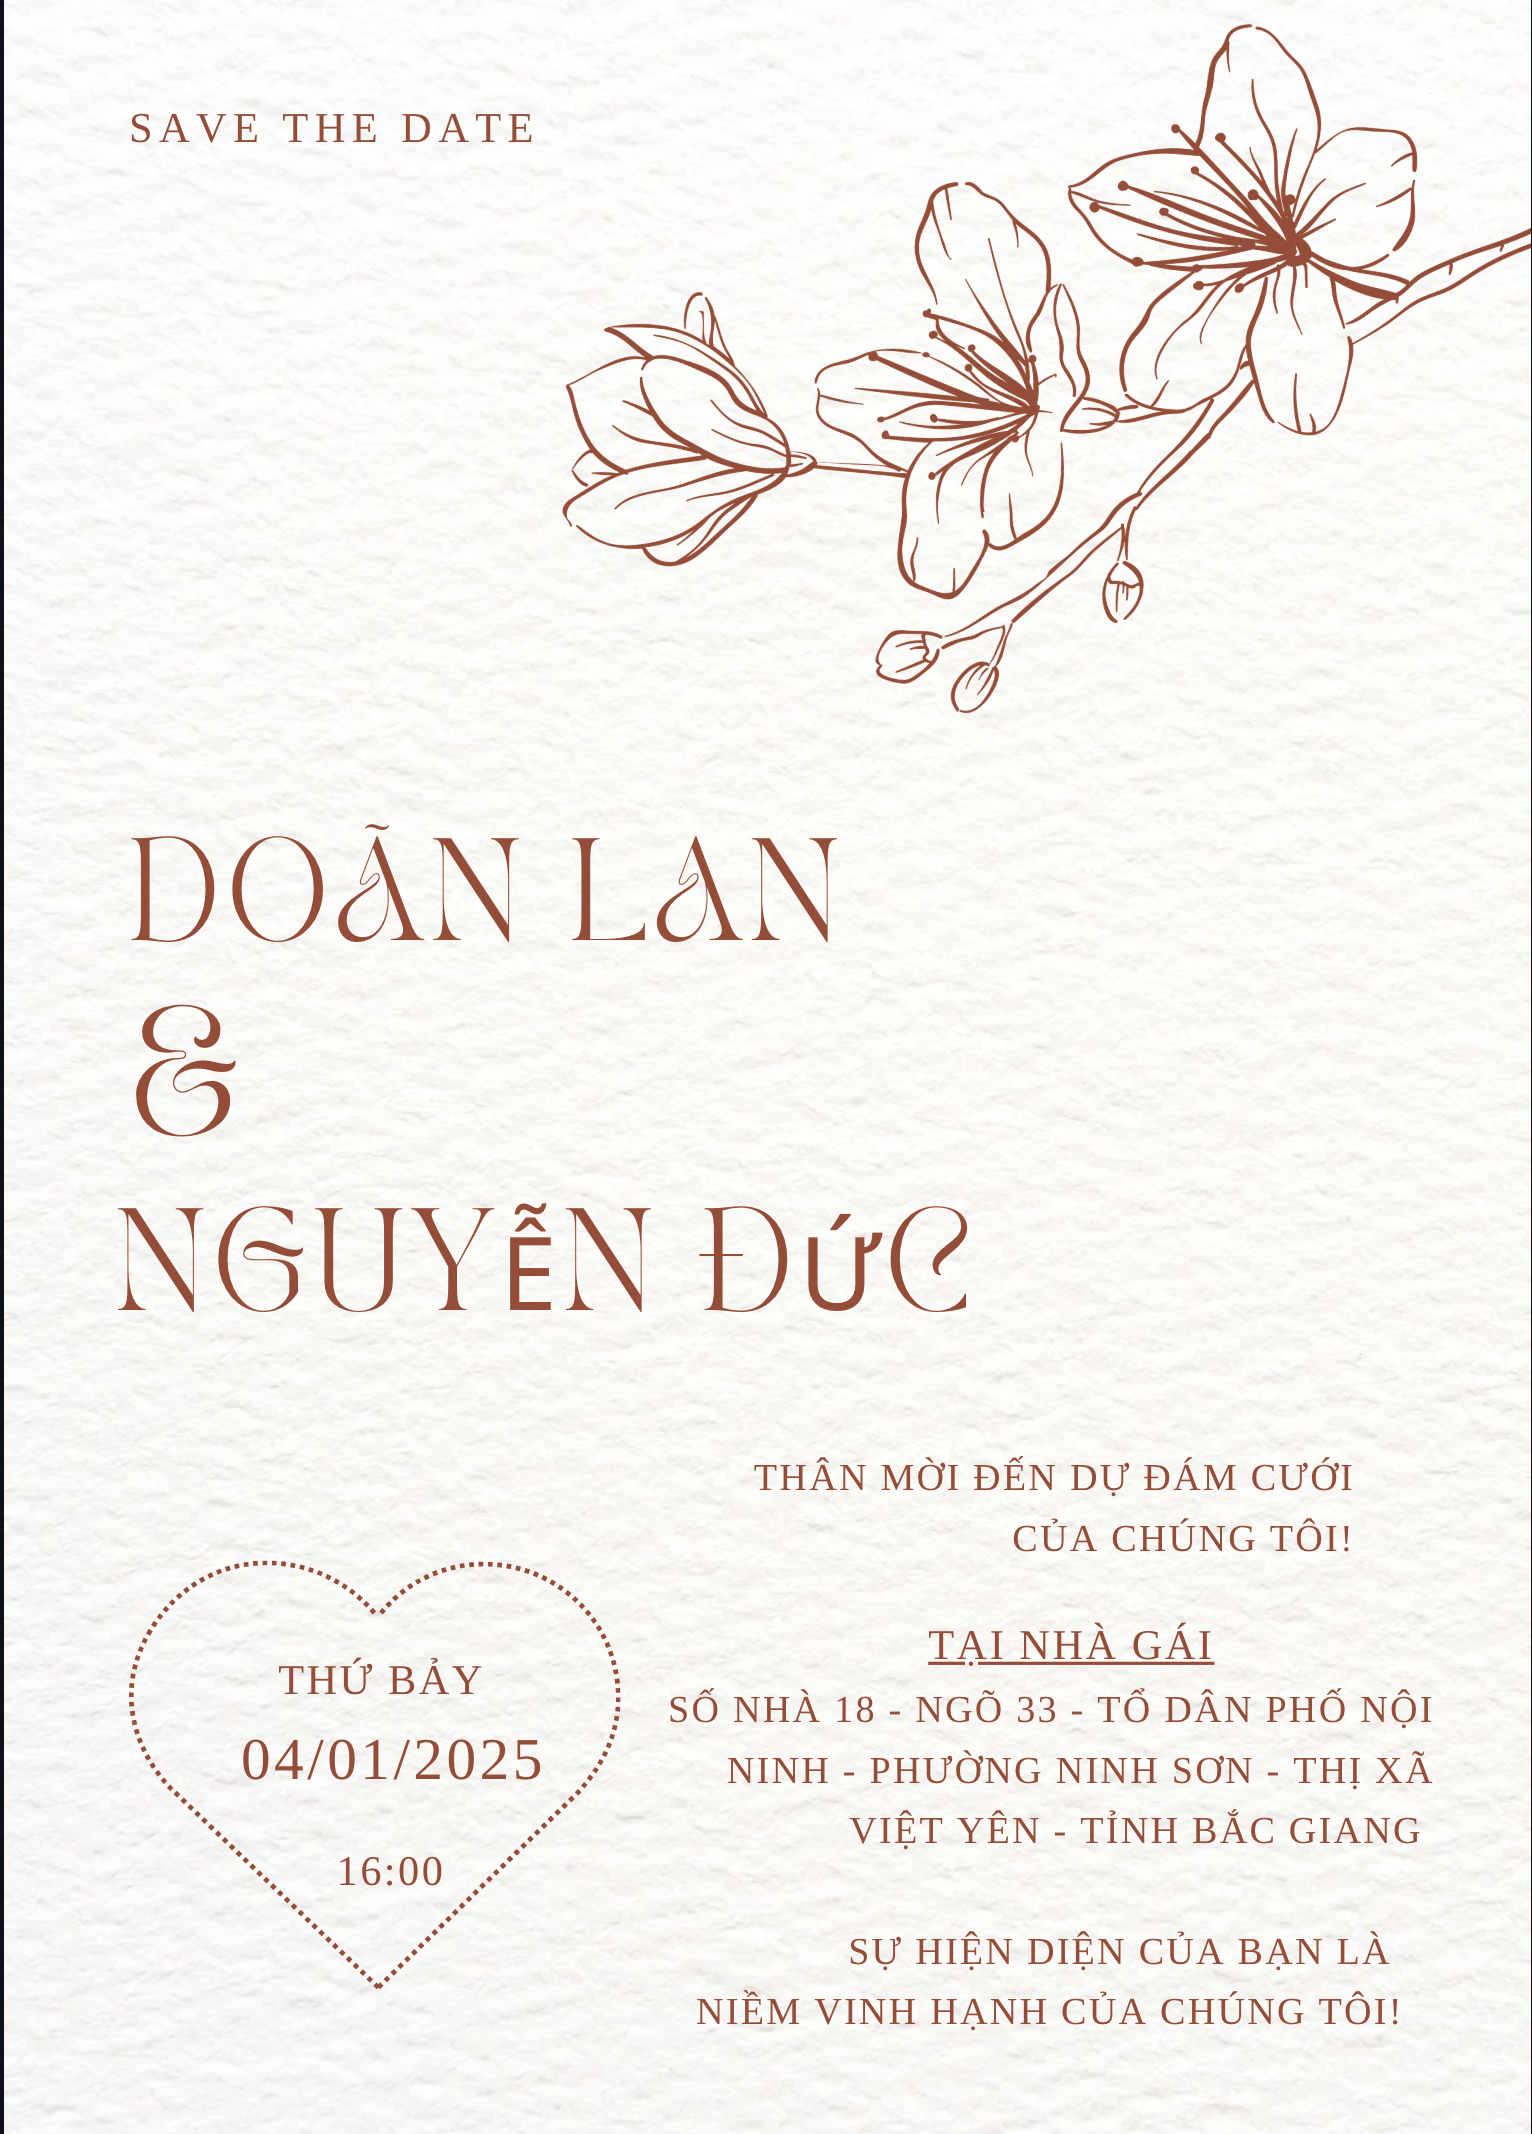 SAVE THE DATE
DOÃN LAN
&
NGUYỄN ĐỨC
THÂN MỜI ĐẾN DỰ ĐÁM CƯỚI
CỦA CHÚNG TÔI!
THỨ BẢY
04/01/2025
16:00
TẠI NHÀ GÁI
SỐ NHÀ 18 - NGÕ 33 - TỔ DÂN PHỐ NỘI
NINH - PHƯỜNG NINH SƠN - THỊ XÃ
VIỆT YÊN - TỈNH BẮC GIANG
SỰ HIỆN DIỆN CỦA BẠN LÀ
NIỀM VINH HẠNH CỦA CHÚNG TÔI!